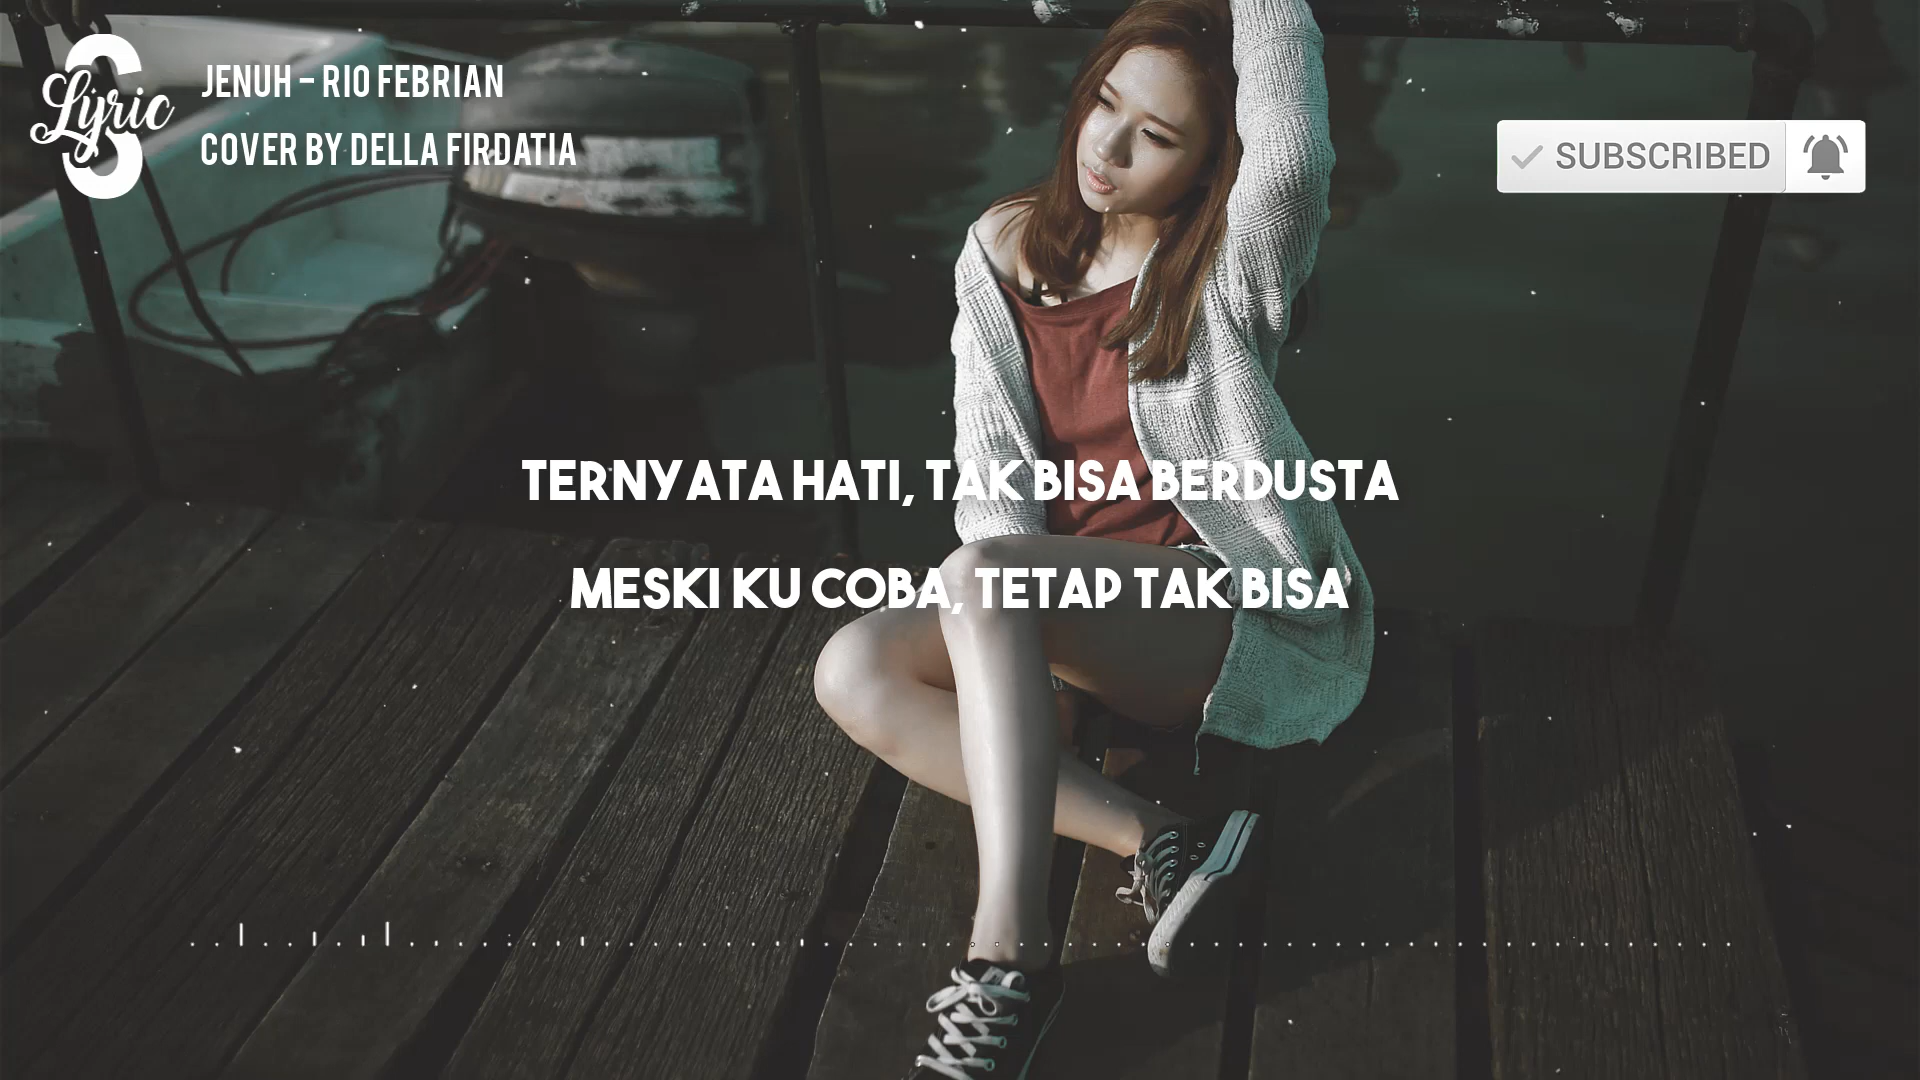 S
Lyric
JENUH - RIO FEBRIAN
COVER BY DELLA FIRDATIA
SUBSCRIBED
TERNYATA HATI, TAK BISA BERDUSTA
MESKI KU COBA, TETAP TAK BISA